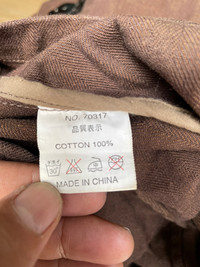 NO. 70317
品質表示
COTTON 100%
MADE IN CHINA